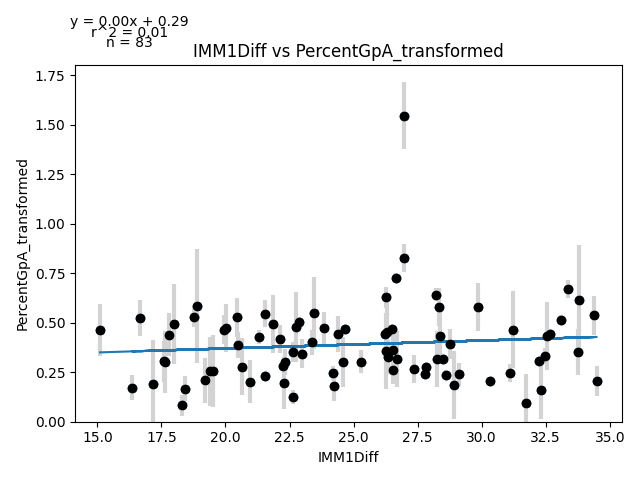 y = 0.00x + 0.29
r^2 = 0.01
n = 83
IMM1Diff vs PercentGpA_transformed
PercentGpA_transformed
1.75
1.50
1.25
1.00
0.75
0.50
0.25
0.00
15.0 17.5 20.0 22.5 25.0 27.5 30.0 32.5 35.0
IMM1Diff